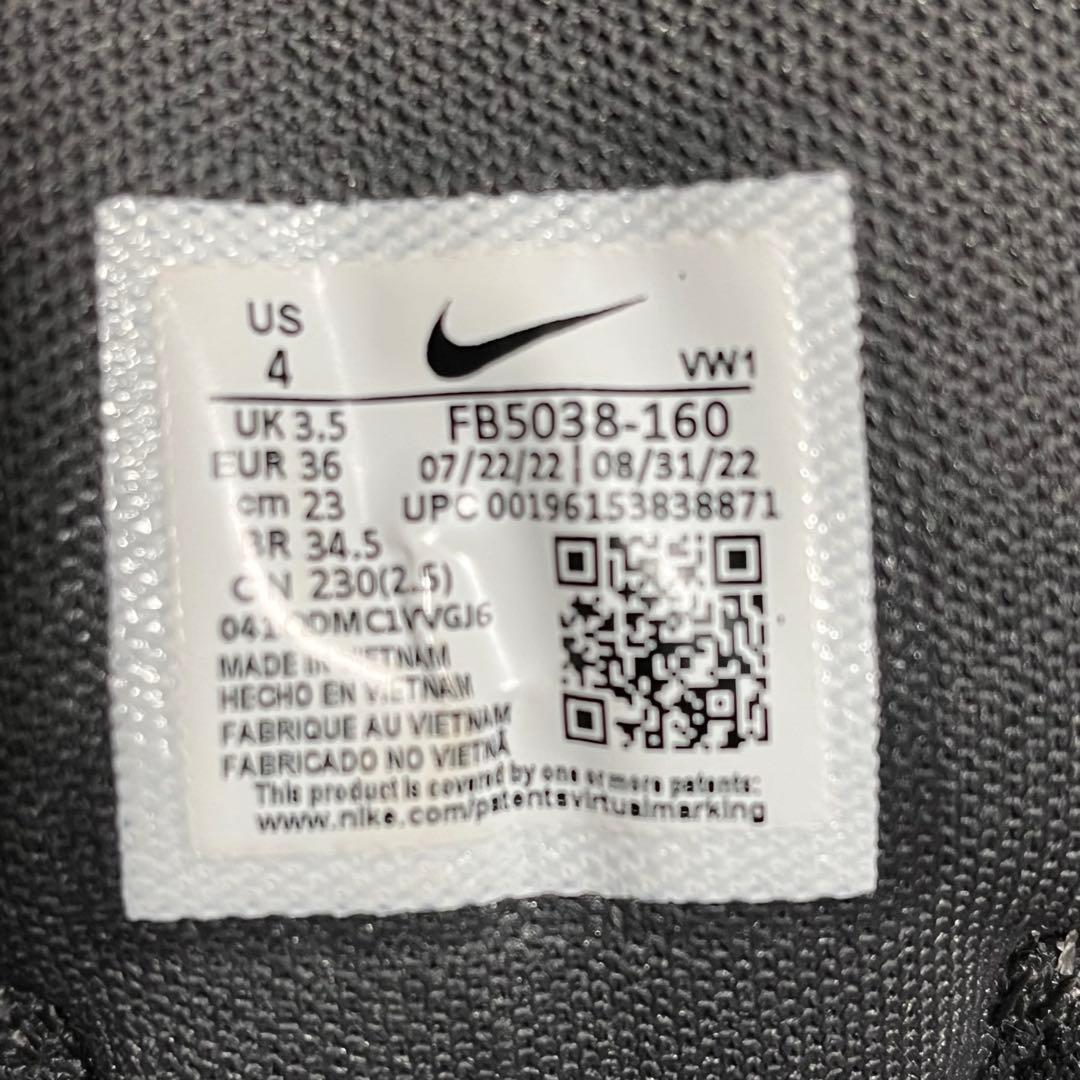 US
4
VW1
UK 3.5 FB5038-160
EUR 36 07/22/22 | 08/31/22
cm 23 UPC 00196153838871
BR 34.5
CN 230(2.5)
MADE IN VIETNAM
HECHO EN VIETNAM
FABRIQUE AU VIETNAM
FABRICADO NO VIETNÃ
This product is covered by one or more patents:
www.nike.com/patentsvirtualmarking